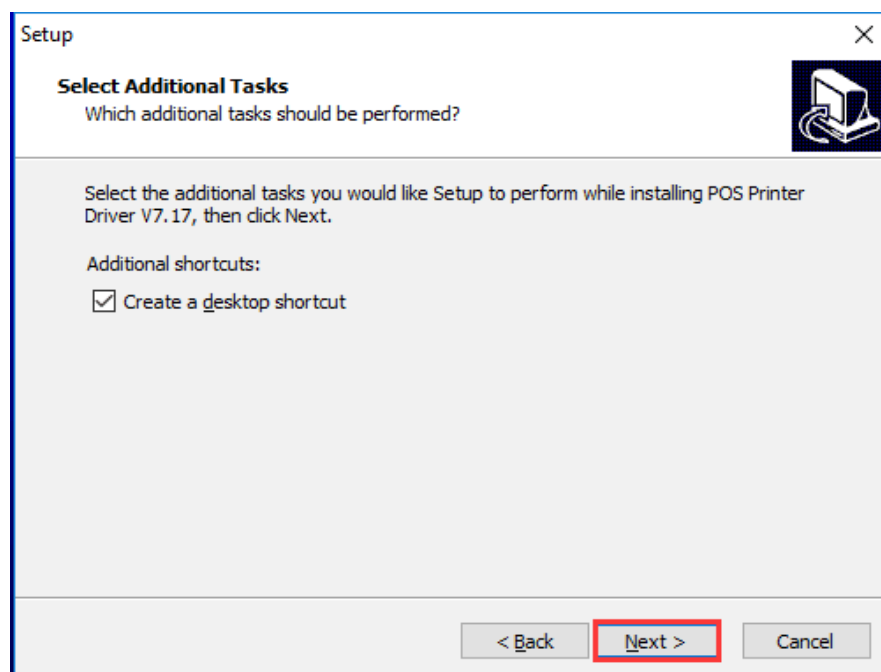 Setup
Select Additional Tasks
Which additional tasks should be performed?
Select the additional tasks you would like Setup to perform while installing POS Printer
Driver V7.17, then click Next.
Additional shortcuts:
Create a desktop shortcut
< Back Next > Cancel